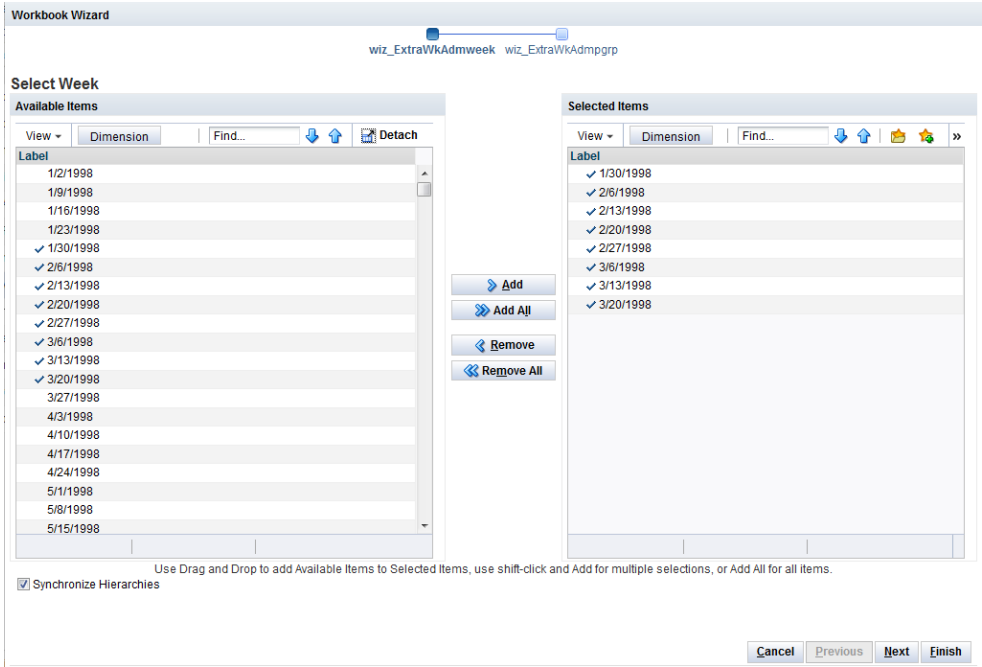 Workbook Wizard
wiz_ExtraWkAdmweek wiz_ExtraWkAdmpgrp
Select Week
Available Items
View Dimension Find... Detach
Label
1/2/1998
1/9/1998
1/16/1998
1/23/1998
1/30/1998
2/6/1998
2/13/1998
2/20/1998
2/27/1998
3/6/1998
3/13/1998
3/20/1998
3/27/1998
4/3/1998
4/10/1998
4/17/1998
4/24/1998
5/1/1998
5/8/1998
5/15/1998
Add
Add All
Remove
Remove All
Selected Items
View Dimension Find... »
Label
1/30/1998
2/6/1998
2/13/1998
2/20/1998
2/27/1998
3/6/1998
3/13/1998
3/20/1998
Use Drag and Drop to add Available Items to Selected Items, use shift-click and Add for multiple selections, or Add All for all items.
Synchronize Hierarchies
Cancel Previous Next Finish